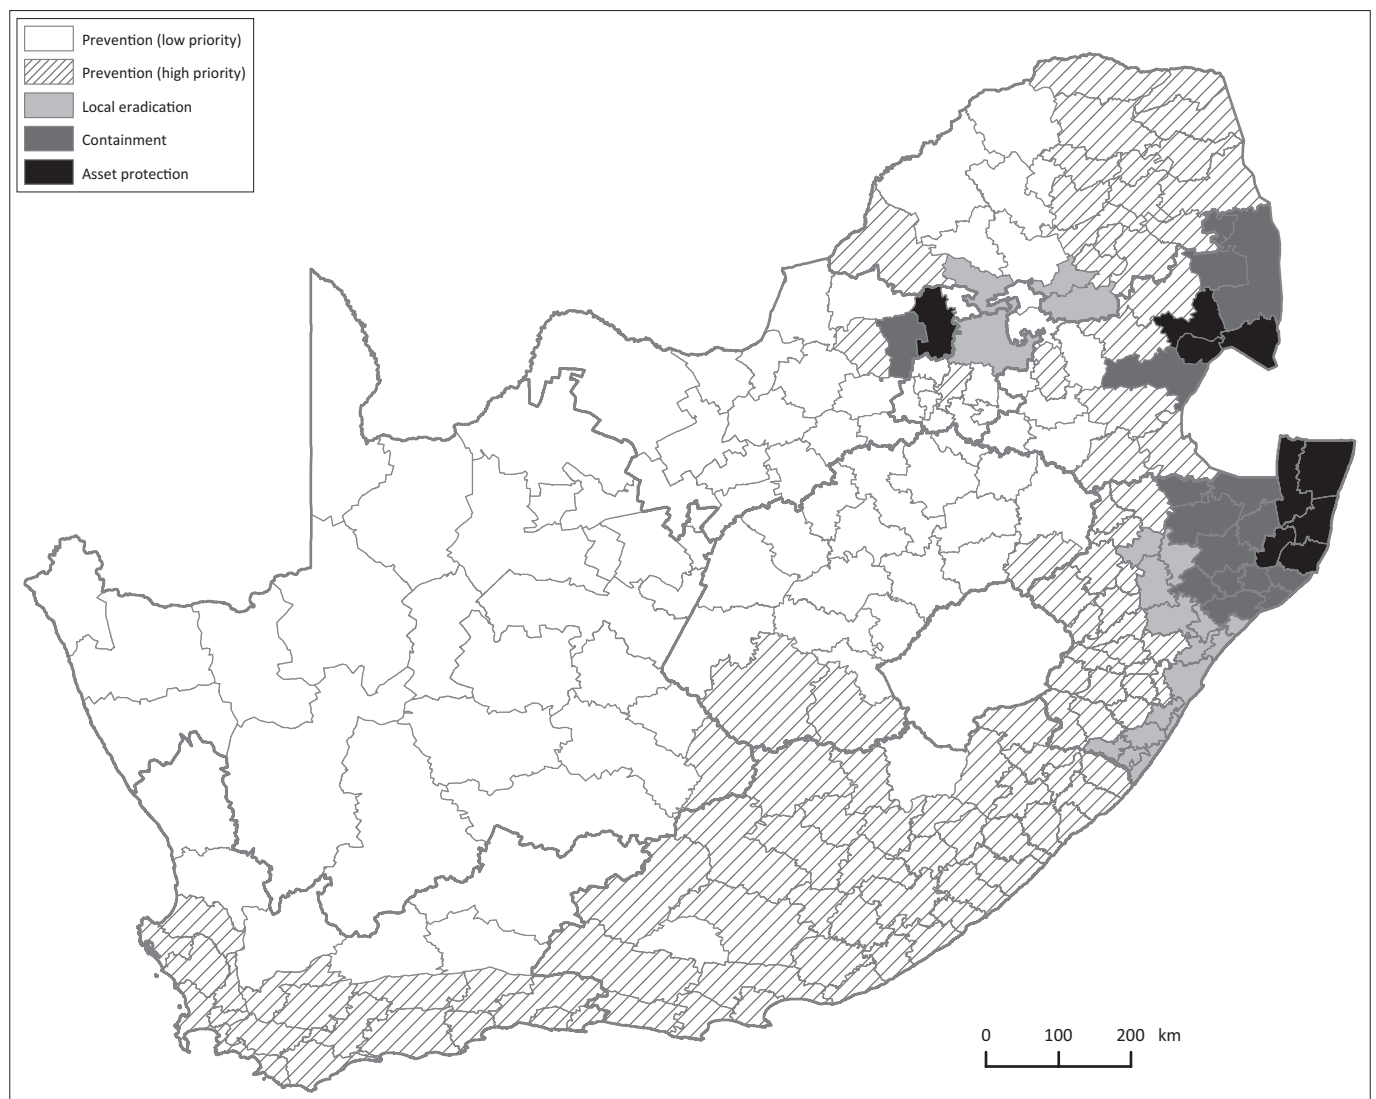 Prevention (low priority)
Prevention (high priority)
Local eradication
Containment
Asset protection
0 100 200 km